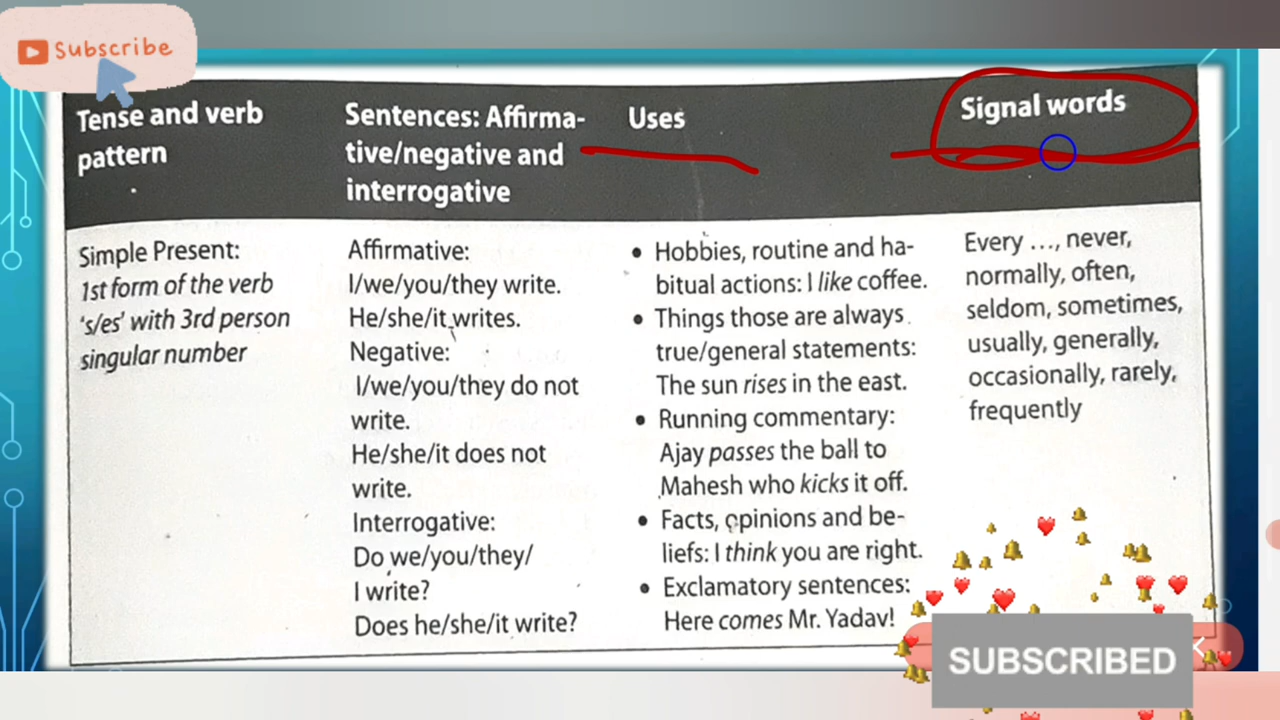 Subscribe
Tense and verb
pattern
Sentences: Affirma-
tive/negative and
interrogative
Uses
Signal words
Simple Present:
1st form of the verb
‘s/es’ with 3rd person
singular number
Affirmative:
I/we/you/they write.
He/she/it writes.
Negative:
I/we/you/they do not
write.
He/she/it does not
write.
Interrogative:
Do we/you/they/
I write?
Does he/she/it write?
• Hobbies, routine and ha-
bitual actions: I like coffee.
• Things those are always
true/general statements:
The sun rises in the east.
• Running commentary:
Ajay passes the ball to
Mahesh who kicks it off.
• Facts, opinions and be-
liefs: I think you are right.
• Exclamatory sentences:
Here comes Mr. Yadav!
Every ..., never,
normally, often,
seldom, sometimes,
usually, generally,
occasionally, rarely,
frequently
SUBSCRIBED